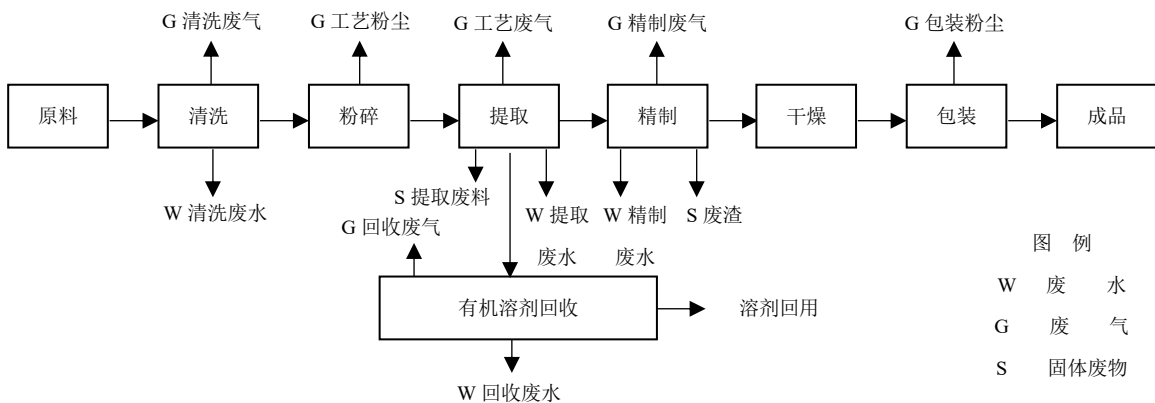 G 清洗废气
G 工艺粉尘
G 工艺废气
G 精制废气
G 包装粉尘
原料
清洗
粉碎
提取
精制
干燥
包装
成品
S 提取废料
W 清洗废水
W 提取
废水
W 精制
废水
S 废渣
G 回收废气
有机溶剂回收
溶剂回用
W 回收废水
图 例
W 废 水
G 废 气
S 固体废物